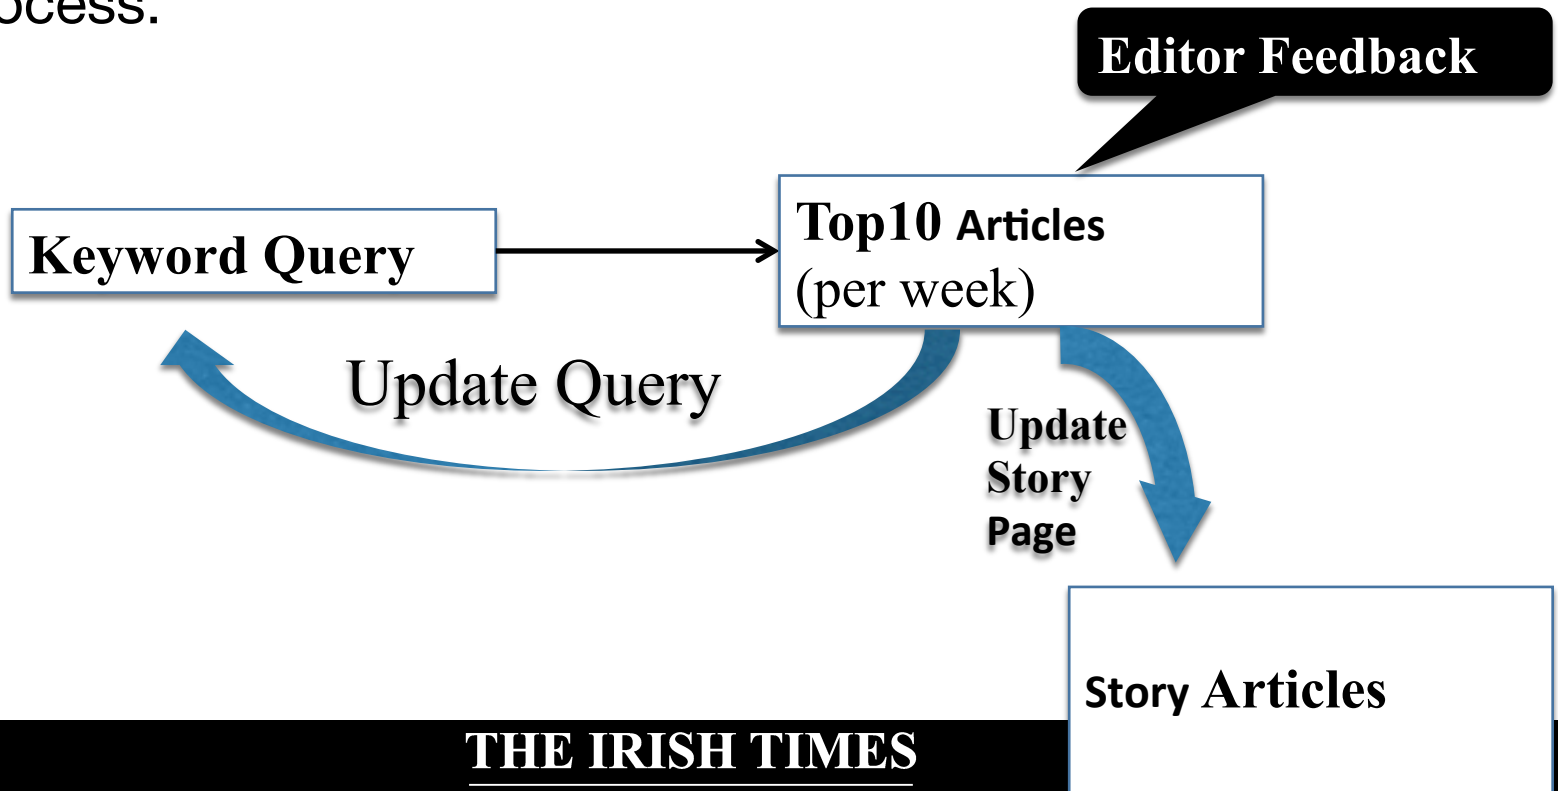 ocess.
Editor Feedback
Keyword Query
Top10 Articles
(per week)
Update Query
Update
Story
Page
Story Articles
THE IRISH TIMES